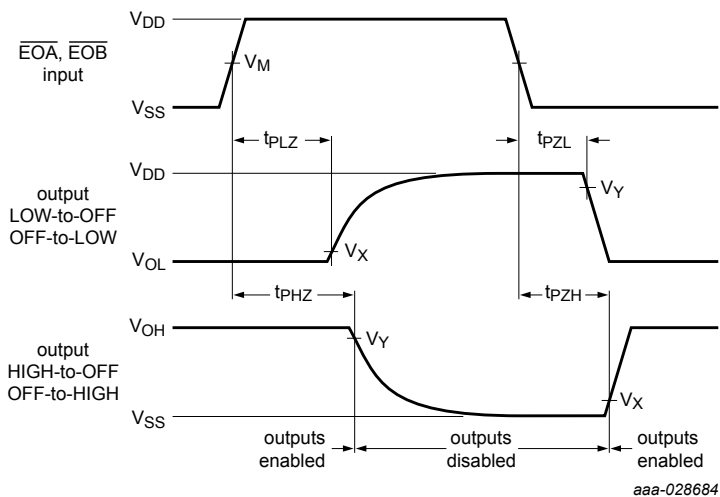 V_DD
EOA, EOB
input
V_M
V_SS
t_PLZ
t_PZL
V_DD
output
LOW-to-OFF
OFF-to-LOW
V_Y
V_X
V_OL
t_PHZ
t_PZH
V_OH
output
HIGH-to-OFF
OFF-to-HIGH
V_Y
V_X
V_SS
outputs
enabled
outputs
disabled
outputs
enabled
aaa-028684